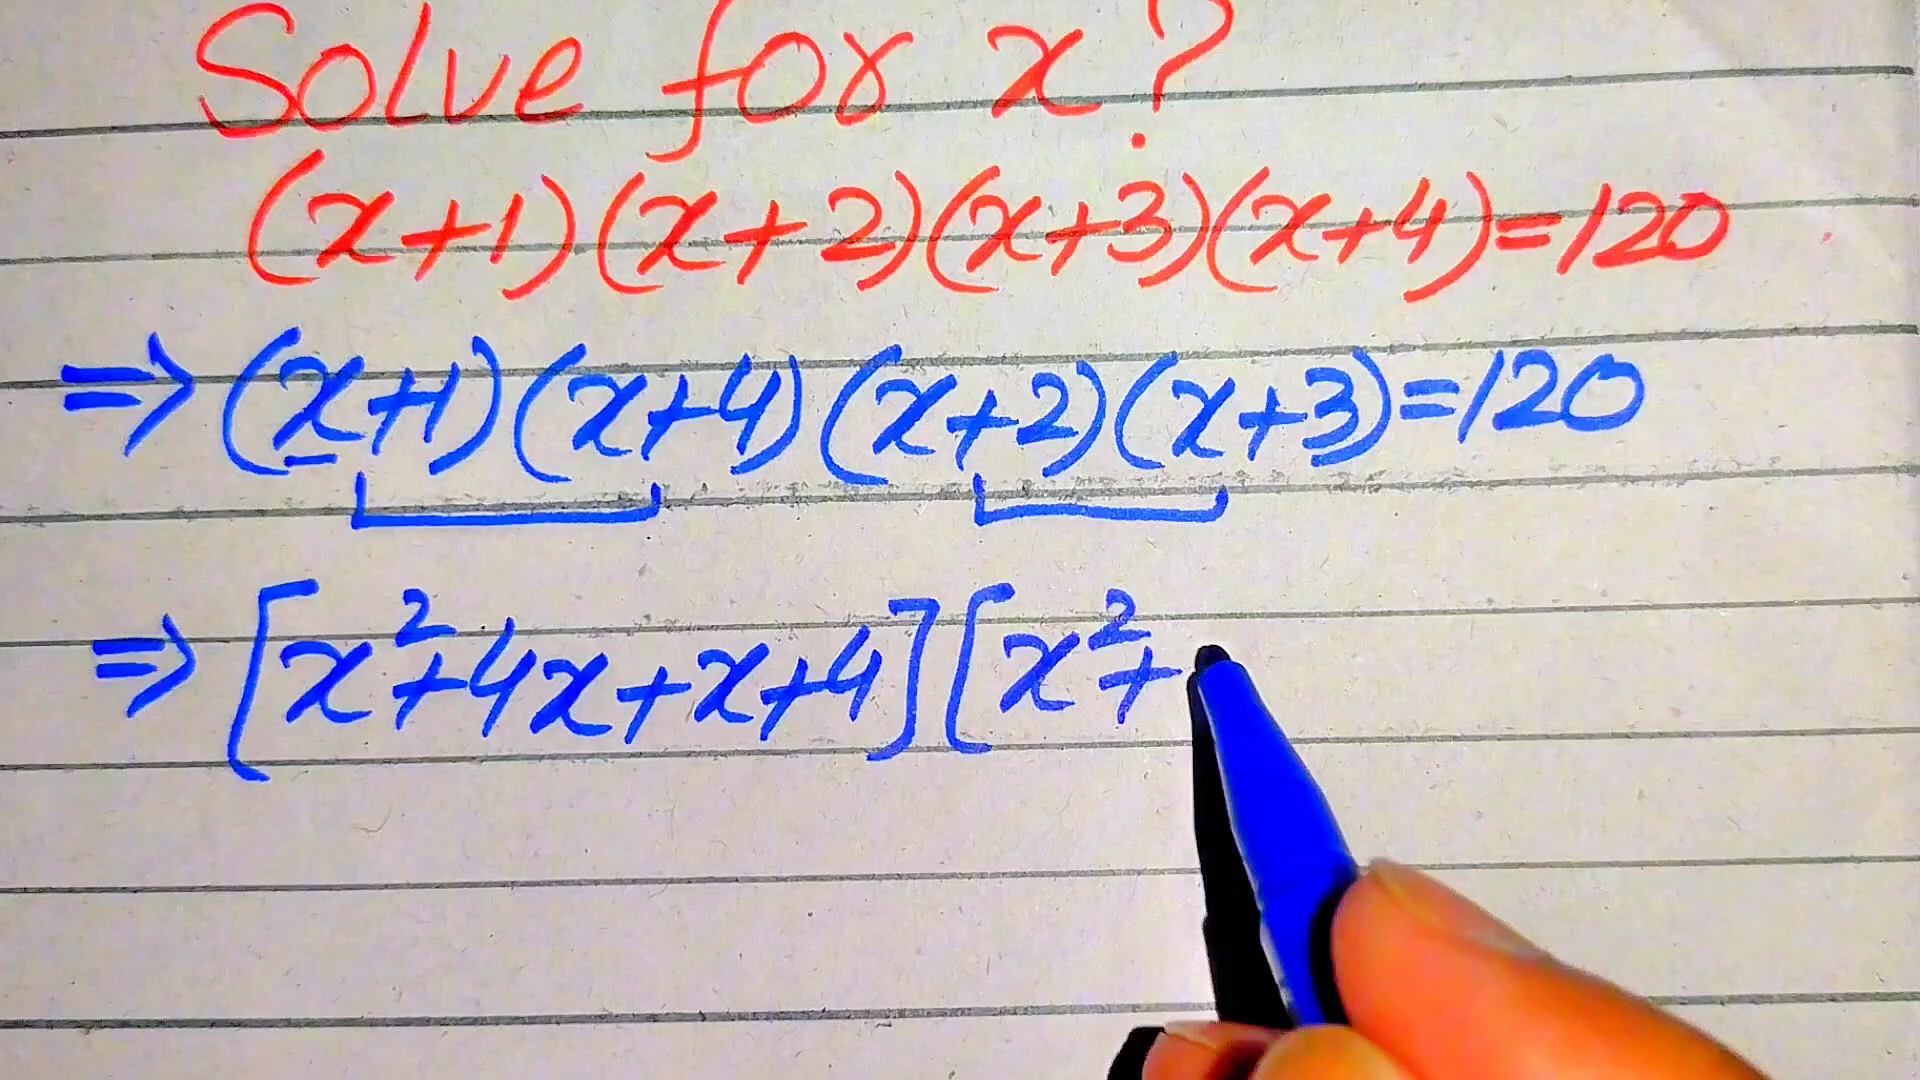 Solve for x?
(x+1)(x+2)(x+3)(x+4)=120
⇒(x+1)(x+4)(x+2)(x+3)=120
⇒[x²+4x+x+4][x²+